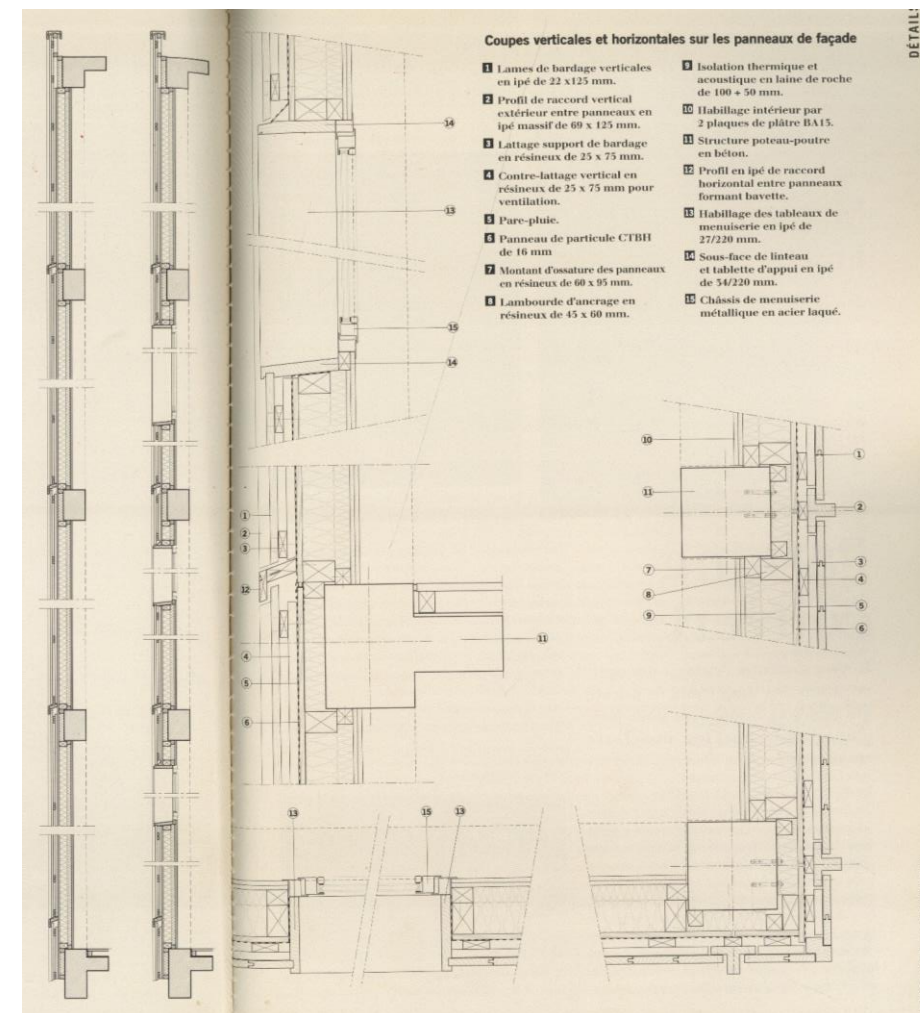 DÉTAILS
Coupes verticales et horizontales sur les panneaux de façade
1 Lames de bardage verticales
en ipé de 22 x125 mm.
2 Profil de raccord vertical
extérieur entre panneaux en
ipé massif de 69 x 125 mm.
3 Lattage support de bardage
en résineux de 25 x 75 mm.
4 Contre-lattage vertical en
résineux de 25 x 75 mm pour
ventilation.
5 Pare-pluie.
6 Panneau de particule CTBH
de 16 mm
7 Montant d'ossature des panneaux
en résineux de 60 x 95 mm.
8 Lambourde d'ancrage en
résineux de 45 x 60 mm.
9 Isolation thermique et
acoustique en laine de roche
de 100 + 50 mm.
10 Habillage intérieur par
2 plaques de plâtre BA15.
11 Structure poteau-poutre
en béton.
12 Profil en ipé de raccord
horizontal entre panneaux
formant bavette.
13 Habillage des tableaux de
menuiserie en ipé de
27/220 mm.
14 Sous-face de linteau
et tablette d'appui en ipé
de 54/220 mm.
15 Châssis de menuiserie
métallique en acier laqué.
14
13
15
14
1
2
3
12
4
5
6
11
10
11
7
8
9
1
2
3
4
5
6
13
15
13